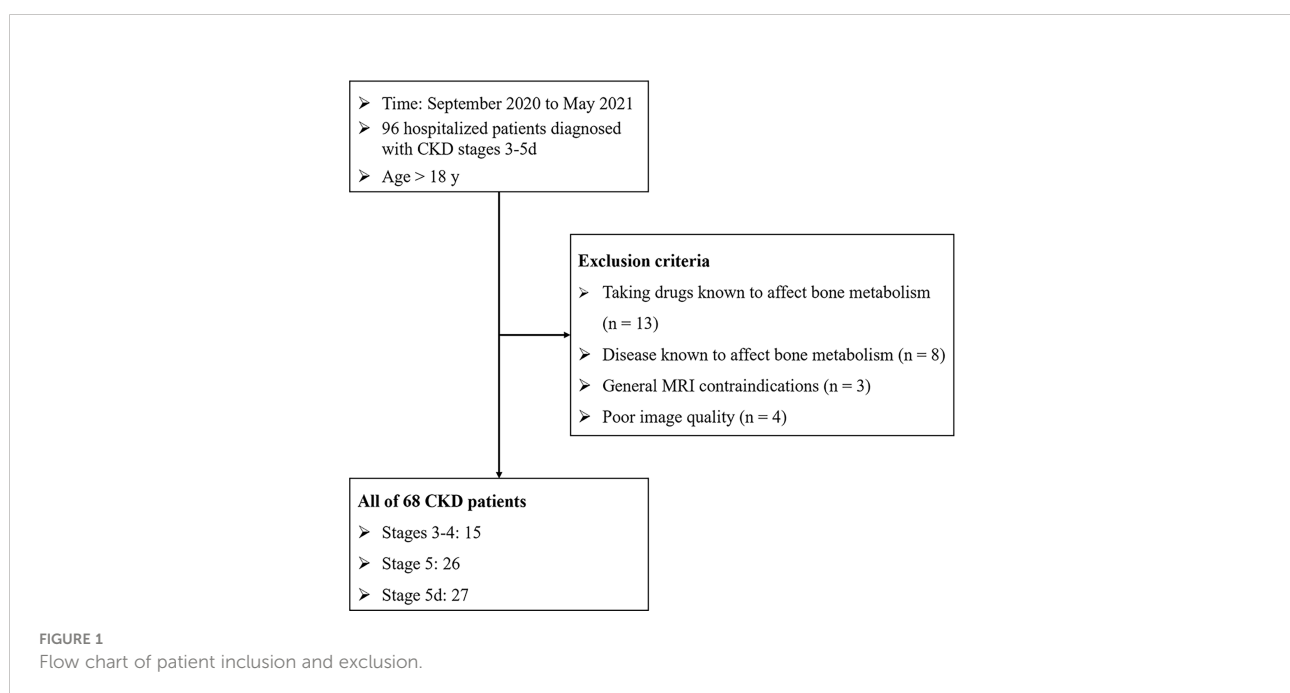 ➢ Time: September 2020 to May 2021
➢ 96 hospitalized patients diagnosed
with CKD stages 3-5d
➢ Age > 18 y
Exclusion criteria
➢ Taking drugs known to affect bone metabolism
(n = 13)
➢ Disease known to affect bone metabolism (n = 8)
➢ General MRI contraindications (n = 3)
➢ Poor image quality (n = 4)
All of 68 CKD patients
➢ Stages 3-4: 15
➢ Stage 5: 26
➢ Stage 5d: 27
FIGURE 1
Flow chart of patient inclusion and exclusion.